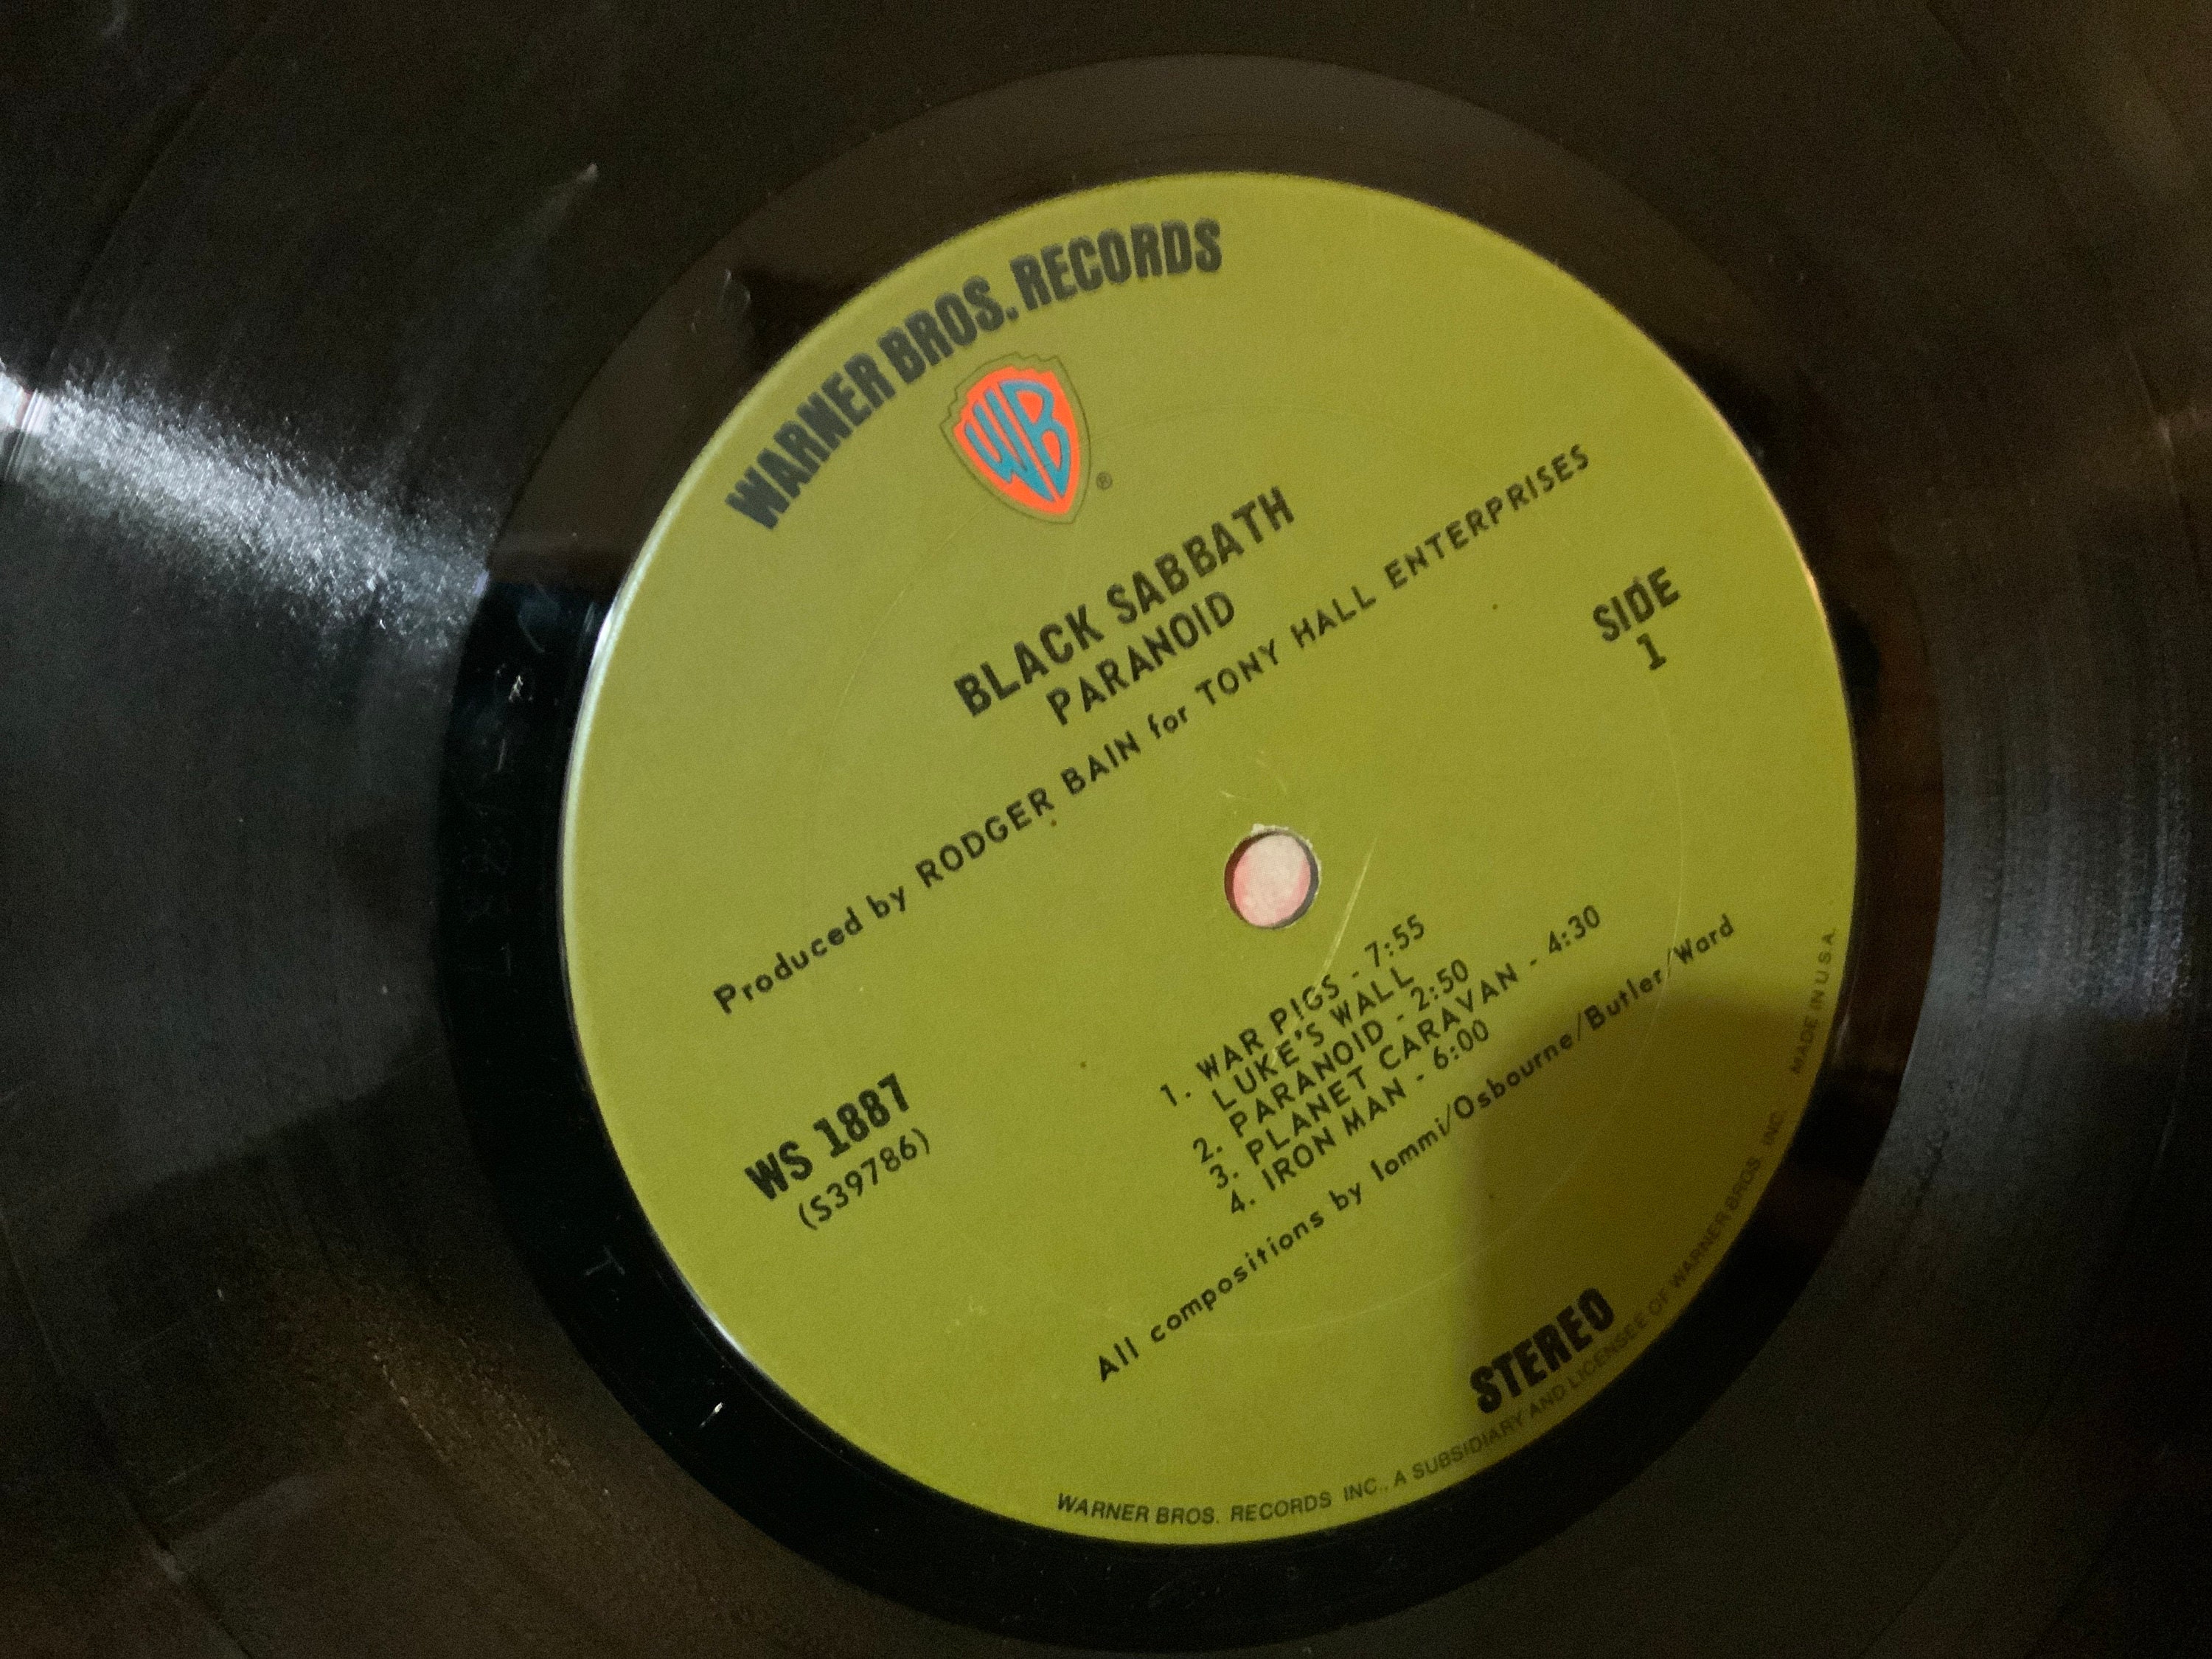 WARNER BROS. RECORDS
WB
®
BLACK SABBATH
PARANOID
Produced by RODGER BAIN for TONY HALL ENTERPRISES
SIDE
1
WS 1887
(S39786)
1. WAR PIGS - 7:55
LUKE'S WALL
2. PARANOID - 2:50
3. PLANET CARAVAN - 4:30
4. IRON MAN - 6:00
All compositions by Iommi/Osbourne/Butler/Ward
STEREO
WARNER BROS. RECORDS INC., A SUBSIDIARY AND LICENSEE OF WARNER BROS. INC. MADE IN U.S.A.